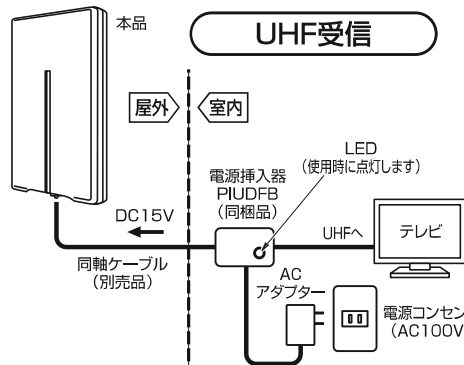 本品
UHF受信
屋外
室内
LED
(使用時に点灯します)
電源挿入器
PIUDFB
(同梱品)
DC15V
UHFへ
テレビ
同軸ケーブル
(別売品)
AC
アダプター
電源コンセン
(AC100V